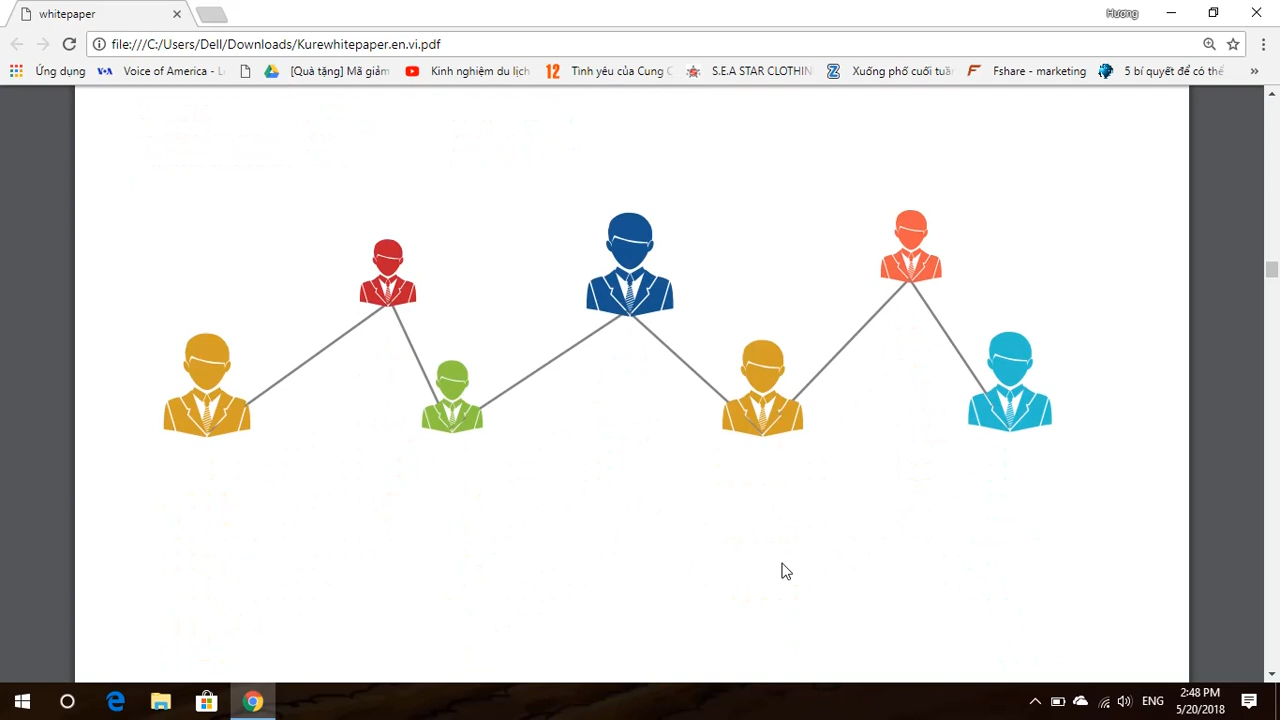 whitepaper
Hương
file:///C:/Users/Dell/Downloads/Kurewhitepaper.en.vi.pdf
Ứng dụng VOA Voice of America - L [Quà tặng] Mã giảm Kinh nghiệm du lịch 12 Tình yêu của Cung C S.E.A STAR CLOTHIN Z Xuống phố cuối tuần F Fshare - marketing 5 bí quyết để có thể »
2:48 PM
ENG
5/20/2018